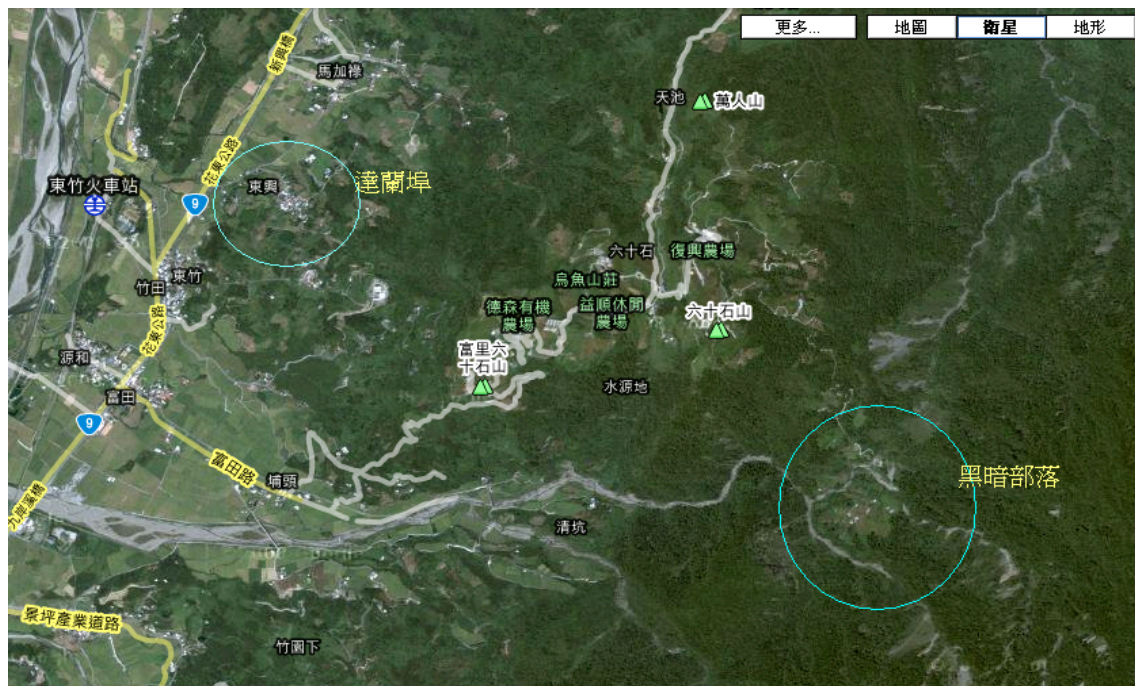 更多...
地圖
衛星
地形
新興橋
馬加祿
天池
萬人山
花東公路
東竹火車站
東興
達蘭埠
9
東竹
竹田
六十石
復興農場
烏魚山莊
德森有機
農場
益順休閒
農場
六十石山
花東公路
源和
富里六
十石山
水源地
富田
9
富田路
埔頭
黑暗部落
九岸溪橋
清坑
景坪產業道路
竹園下